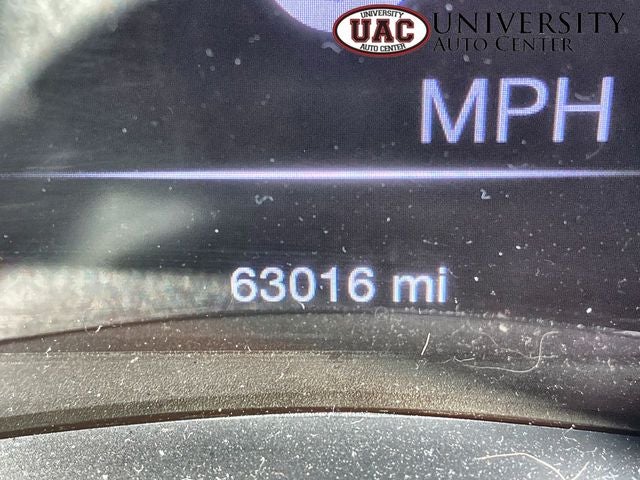 UNIVERSITY
UAC
AUTO CENTER
UNIVERSITY
AUTO CENTER
MPH
63016 mi